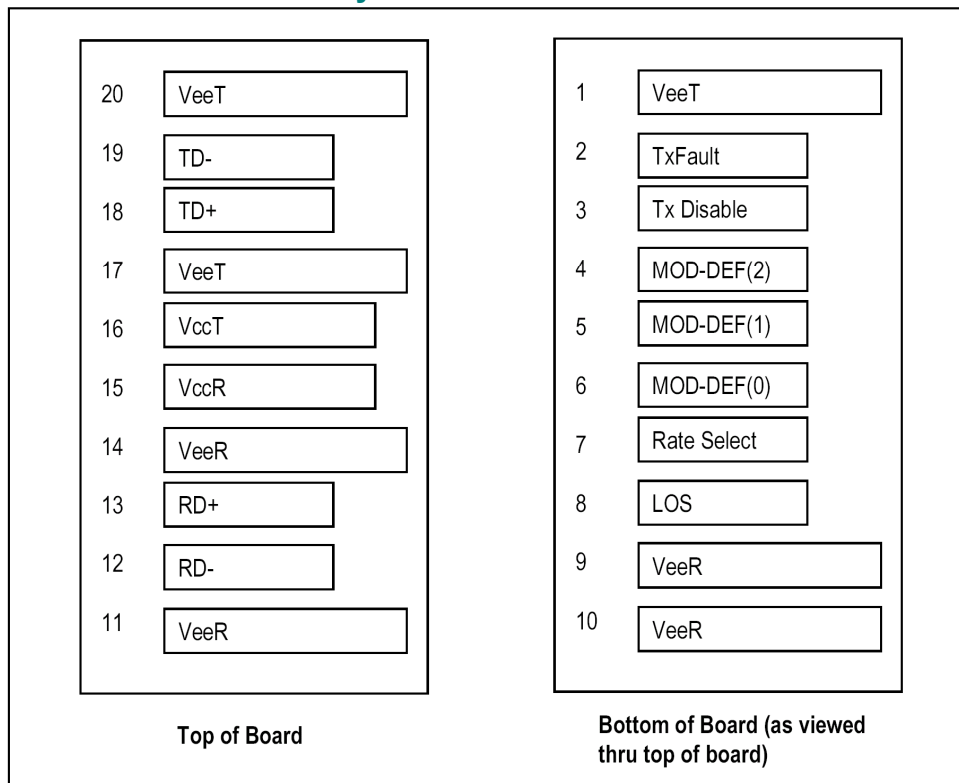 20 VeeT
19 TD-
18 TD+
17 VeeT
16 VccT
15 VccR
14 VeeR
13 RD+
12 RD-
11 VeeR
Top of Board
1 VeeT
2 TxFault
3 Tx Disable
4 MOD-DEF(2)
5 MOD-DEF(1)
6 MOD-DEF(0)
7 Rate Select
8 LOS
9 VeeR
10 VeeR
Bottom of Board (as viewed
thru top of board)